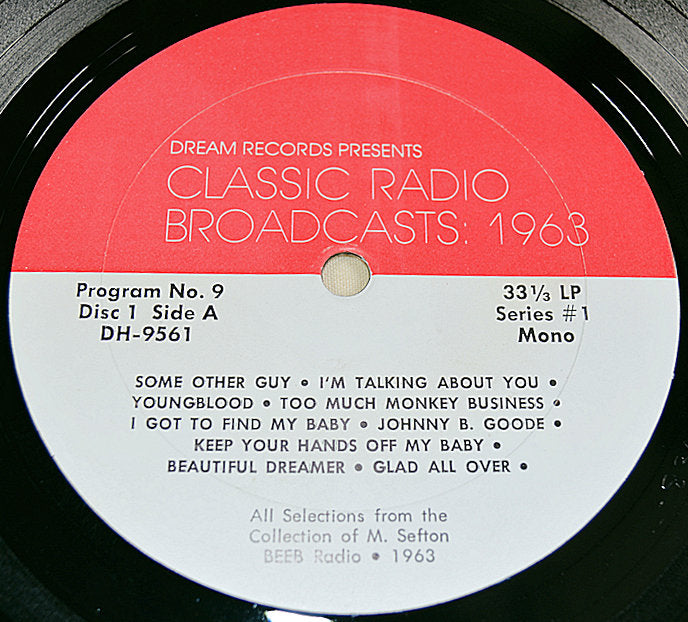 DREAM RECORDS PRESENTS
CLASSIC RADIO
BROADCASTS: 1963
Program No. 9
Disc 1 Side A
DH-9561
33 1/3 LP
Series #1
Mono
SOME OTHER GUY • I'M TALKING ABOUT YOU •
YOUNGBLOOD • TOO MUCH MONKEY BUSINESS •
I GOT TO FIND MY BABY • JOHNNY B. GOODE •
KEEP YOUR HANDS OFF MY BABY •
BEAUTIFUL DREAMER • GLAD ALL OVER •
All Selections from the
Collection of M. Sefton
BEEB Radio • 1963